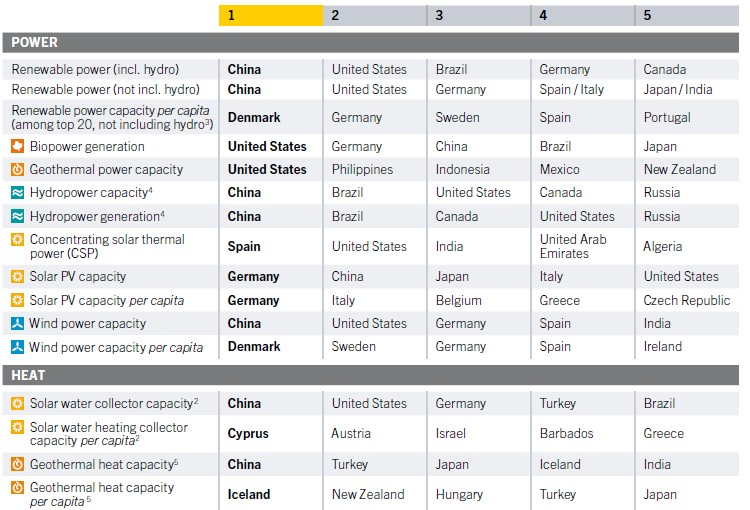 1 2 3 4 5
POWER
Renewable power (incl. hydro) China United States Brazil Germany Canada
Renewable power (not incl. hydro) China United States Germany Spain / Italy Japan / India
Renewable power capacity per capita
(among top 20, not including hydro³) Denmark Germany Sweden Spain Portugal
Biopower generation United States Germany China Brazil Japan
Geothermal power capacity United States Philippines Indonesia Mexico New Zealand
Hydropower capacity⁴ China Brazil United States Canada Russia
Hydropower generation⁴ China Brazil Canada United States Russia
Concentrating solar thermal
power (CSP) Spain United States India United Arab
Emirates Algeria
Solar PV capacity Germany China Japan Italy United States
Solar PV capacity per capita Germany Italy Belgium Greece Czech Republic
Wind power capacity China United States Germany Spain India
Wind power capacity per capita Denmark Sweden Germany Spain Ireland
HEAT
Solar water collector capacity² China United States Germany Turkey Brazil
Solar water heating collector
capacity per capita² Cyprus Austria Israel Barbados Greece
Geothermal heat capacity⁵ China Turkey Japan Iceland India
Geothermal heat capacity
per capita ⁵ Iceland New Zealand Hungary Turkey Japan